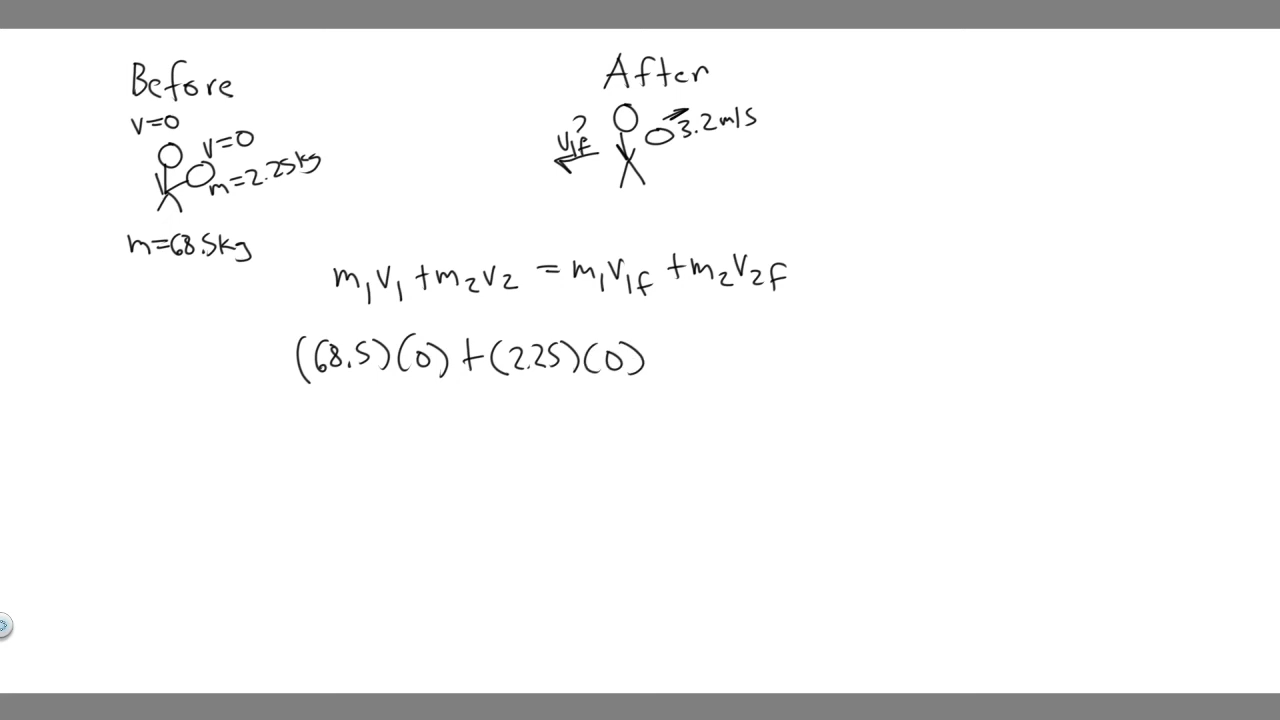 Before
v=0
v=0
m=2.25kg
m=68.5kg
After
?
v1f
3.2m/s
m₁v₁ + m₂v₂ = m₁v₁f + m₂v₂f
(68.5)(0) + (2.25)(0)